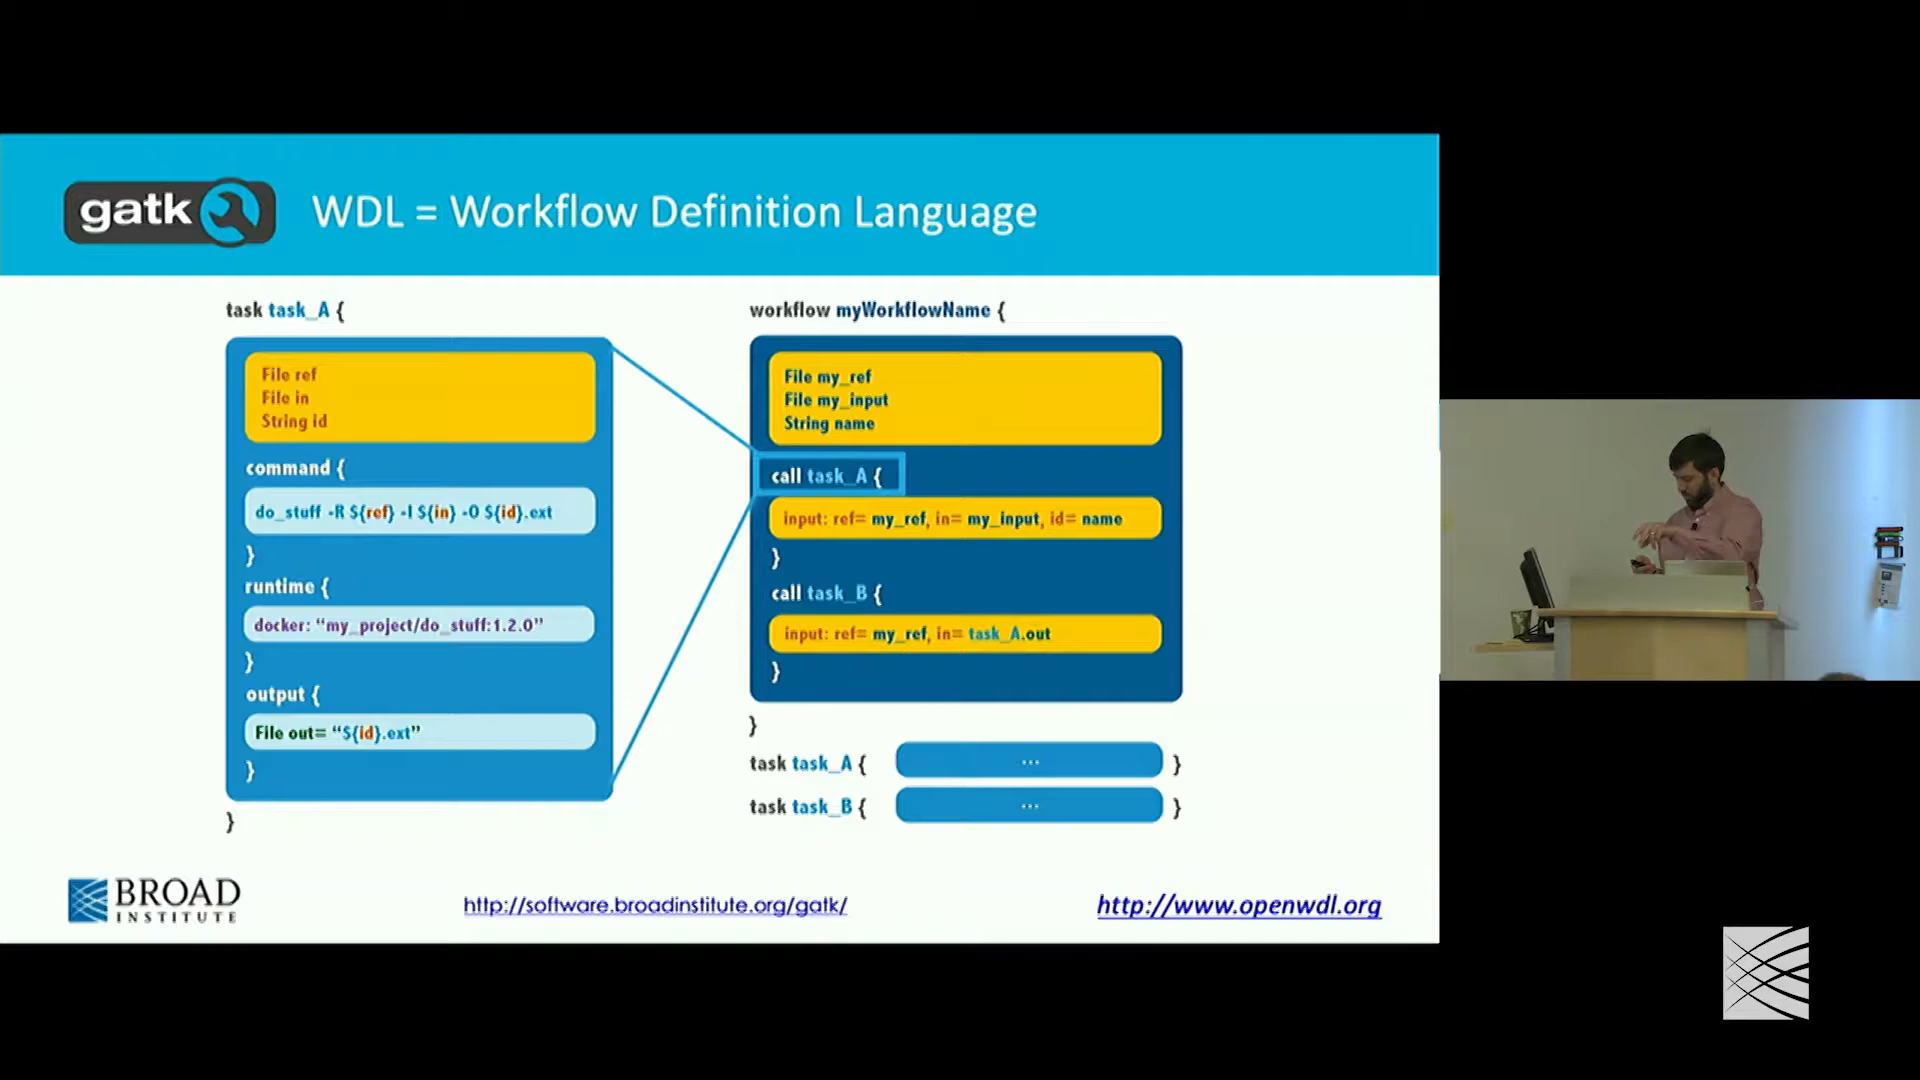 gatk
WDL = Workflow Definition Language
task task_A {
File ref
File in
String id
command {
do_stuff -R ${ref} -I ${in} -O ${id}.ext
}
runtime {
docker: “my_project/do_stuff:1.2.0”
}
output {
File out= “${id}.ext”
}
}
workflow myWorkflowName {
File my_ref
File my_input
String name
call task_A {
input: ref= my_ref, in= my_input, id= name
}
call task_B {
input: ref= my_ref, in= task_A.out
}
}
task task_A { ... }
task task_B { ... }
BROAD
INSTITUTE
http://software.broadinstitute.org/gatk/
http://www.openwdl.org